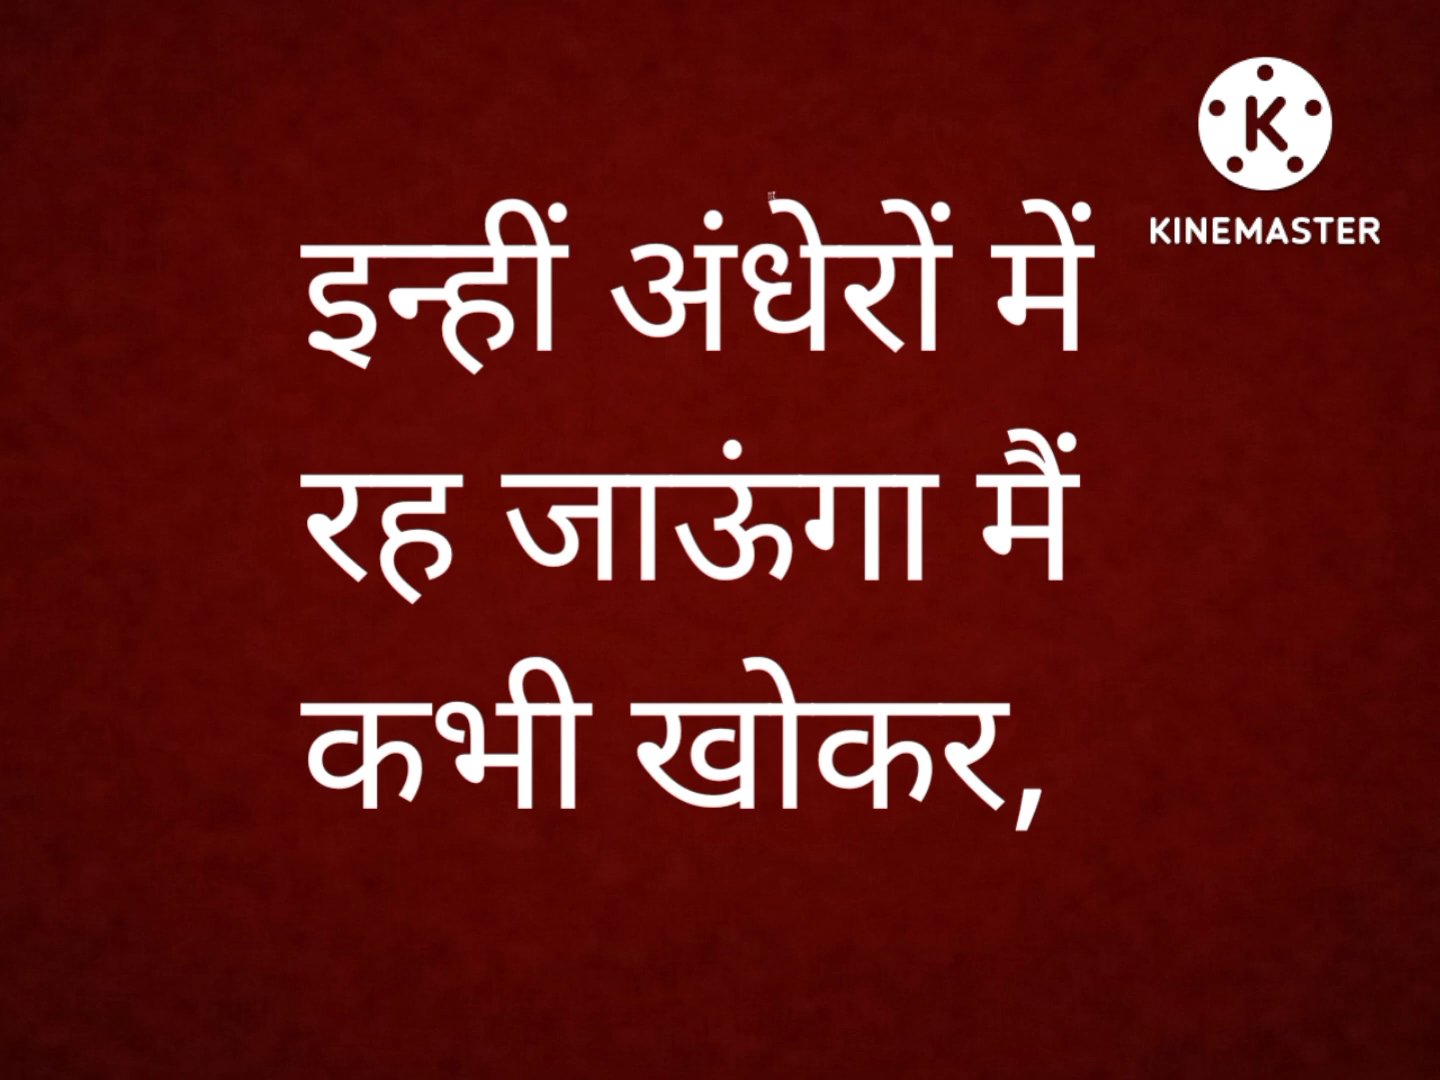 KINEMASTER
इन्हीं अंधेरों में
रह जाऊंगा मैं
कभी खोकर,